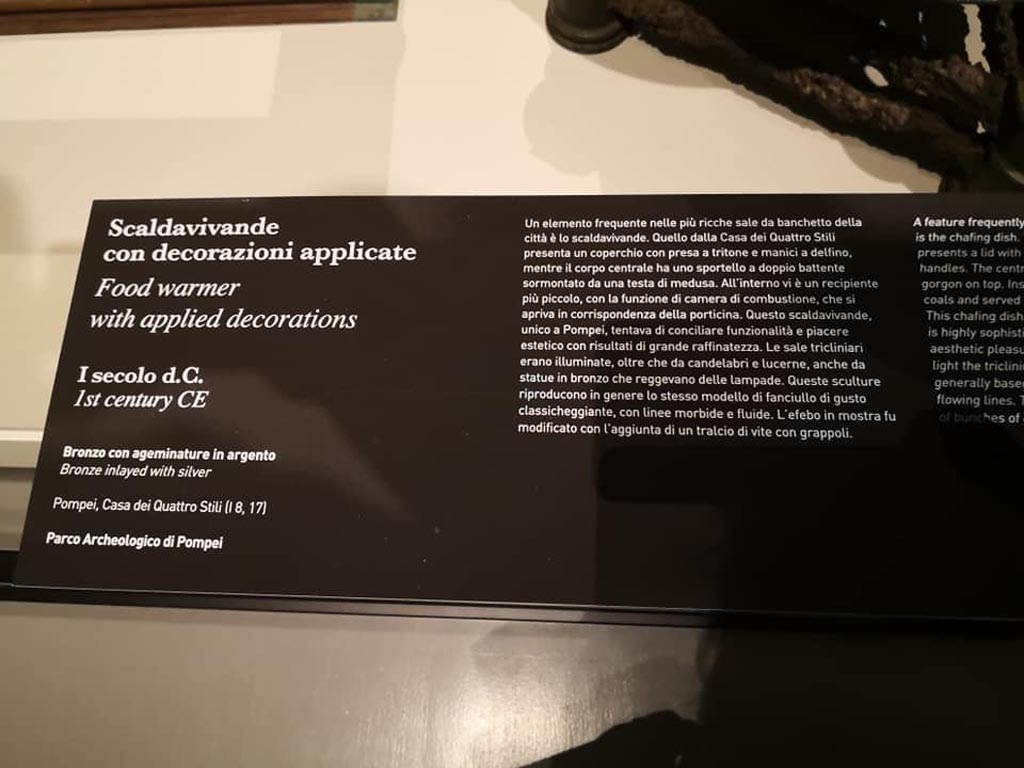 Scaldavivande
con decorazioni applicate
Food warmer
with applied decorations
I secolo d.C.
1st century CE
Bronzo con ageminature in argento
Bronze inlayed with silver
Pompei, Casa dei Quattro Stili (I 8, 17)
Parco Archeologico di Pompei
Un elemento frequente nelle più ricche sale da banchetto della
città è lo scaldavivande. Quello dalla Casa dei Quattro Stili
presenta un coperchio con presa a tritone e manici a delfino,
mentre il corpo centrale ha uno sportello a doppio battente
sormontato da una testa di medusa. All'interno vi è un recipiente
più piccolo, con la funzione di camera di combustione, che si
apriva in corrispondenza della porticina. Questo scaldavivande,
unico a Pompei, tentava di conciliare funzionalità e piacere
estetico con risultati di grande raffinatezza. Le sale tricliniari
erano illuminate, oltre che da candelabri e lucerne, anche da
statue in bronzo che reggevano delle lampade. Queste sculture
riproducono in genere lo stesso modello di fanciullo di gusto
classicheggiante, con linee morbide e fluide. L'efebo in mostra fu
modificato con l'aggiunta di un tralcio di vite con grappoli.
A feature frequently
is the chafing dish.
presents a lid with
handles. The centr
gorgon on top. Ins
coals and served
This chafing dish
is highly sophisti
aesthetic pleasu
light the triclini
generally based
flowing lines. T
of bunches of